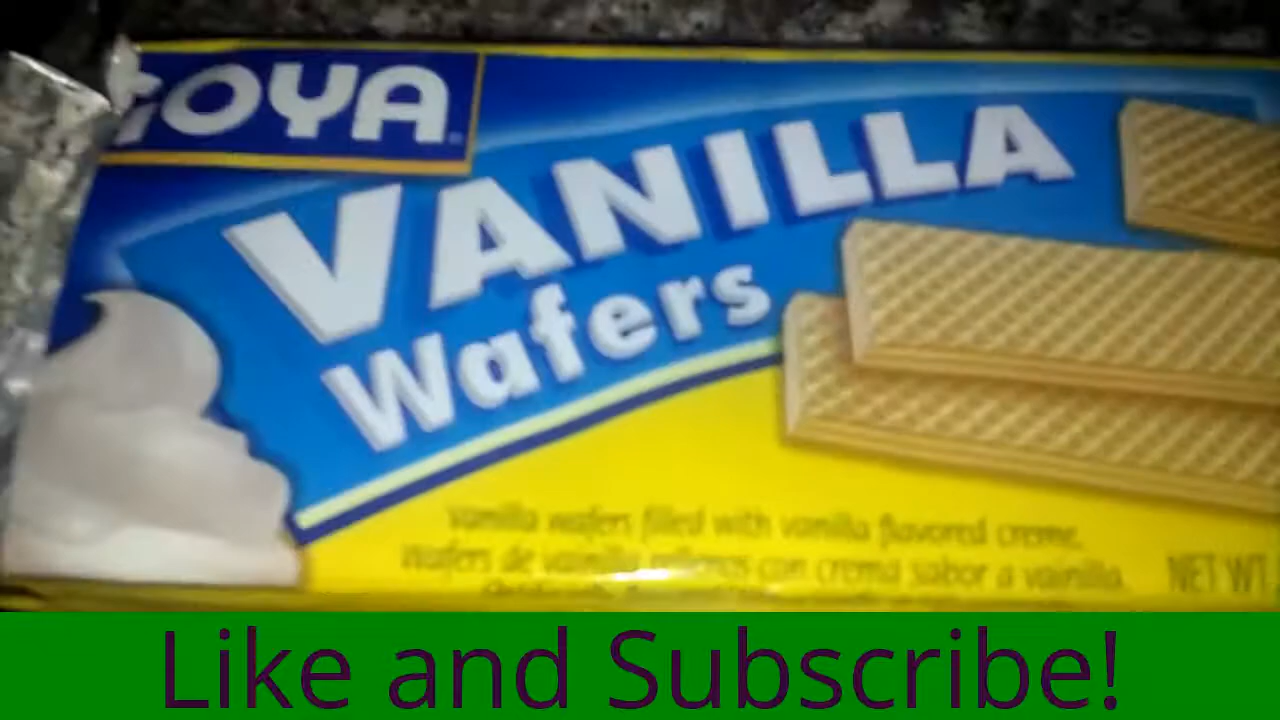 GOYA
VANILLA
Wafers
Vanilla wafers filled with vanilla flavored creme.
Wafers de vainilla rellenos con crema sabor a vainilla.
NET WT
Like and Subscribe!